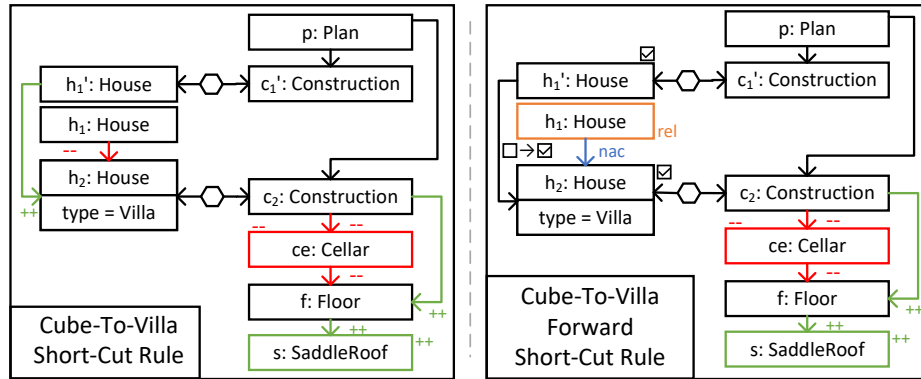 p: Plan
h₁': House
c₁': Construction
h₁: House
--
h₂: House
type = Villa
++
c₂: Construction
--
--
ce: Cellar
--
f: Floor
++
++
s: SaddleRoof
++
Cube-To-Villa
Short-Cut Rule
p: Plan
h₁': House
c₁': Construction
h₁: House
rel
☐→☑
nac
h₂: House
type = Villa
c₂: Construction
--
--
ce: Cellar
--
f: Floor
++
++
s: SaddleRoof
++
Cube-To-Villa
Forward
Short-Cut Rule